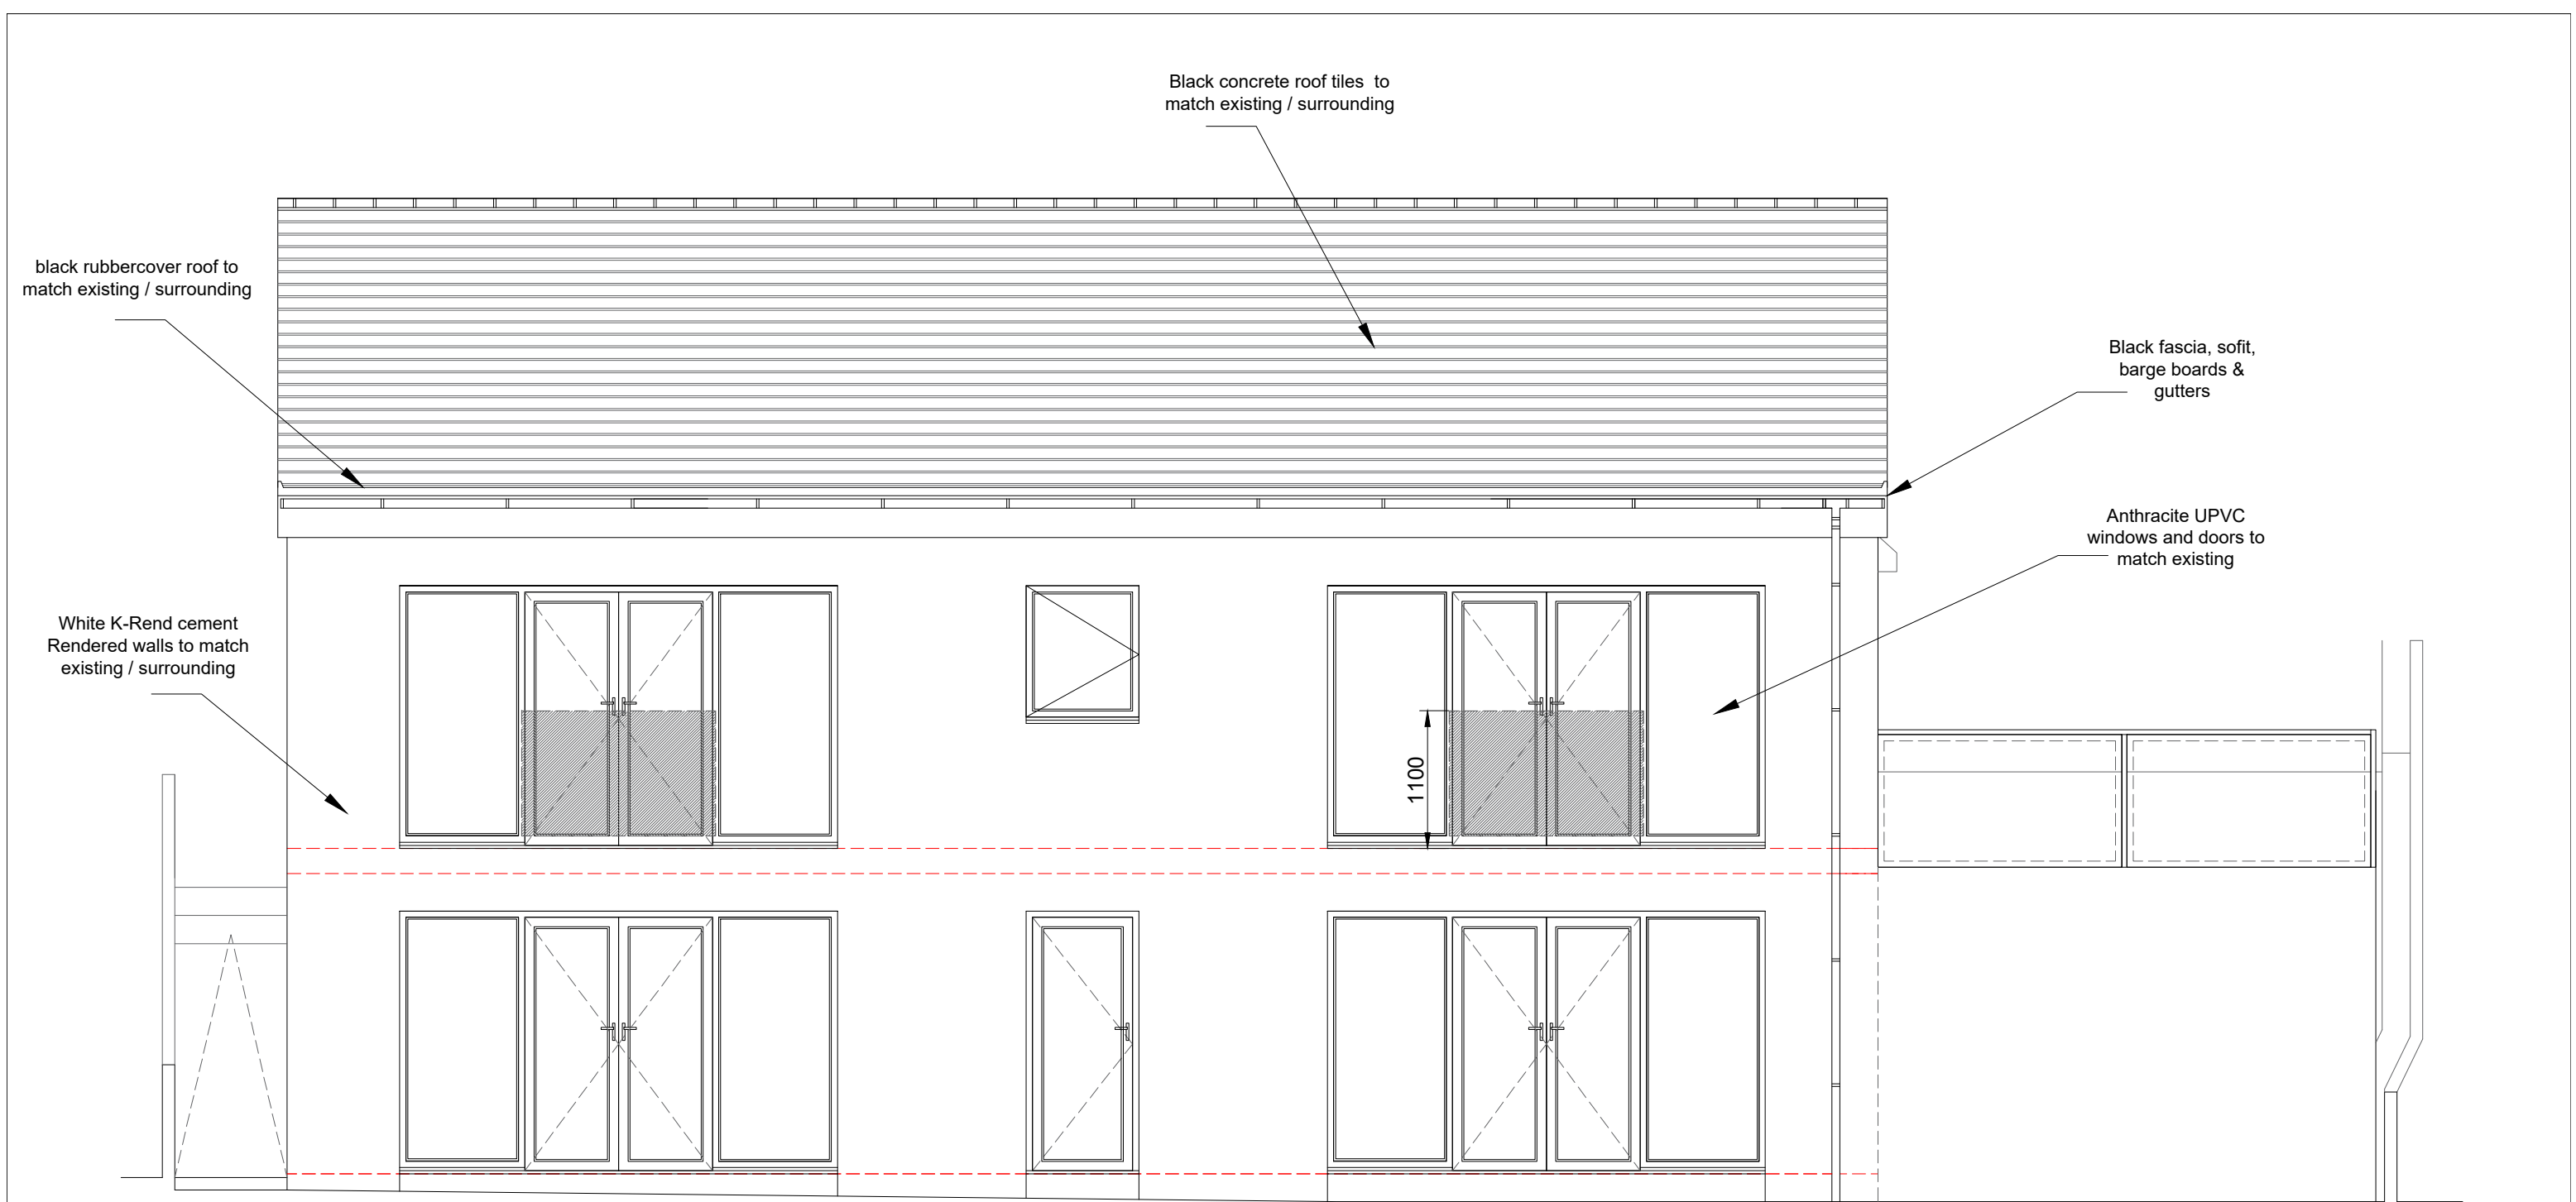 Black concrete roof tiles to
match existing / surrounding
black rubbercover roof to
match existing / surrounding
Black fascia, sofit,
barge boards &
gutters
Anthracite UPVC
windows and doors to
match existing
White K-Rend cement
Rendered walls to match
existing / surrounding
1100